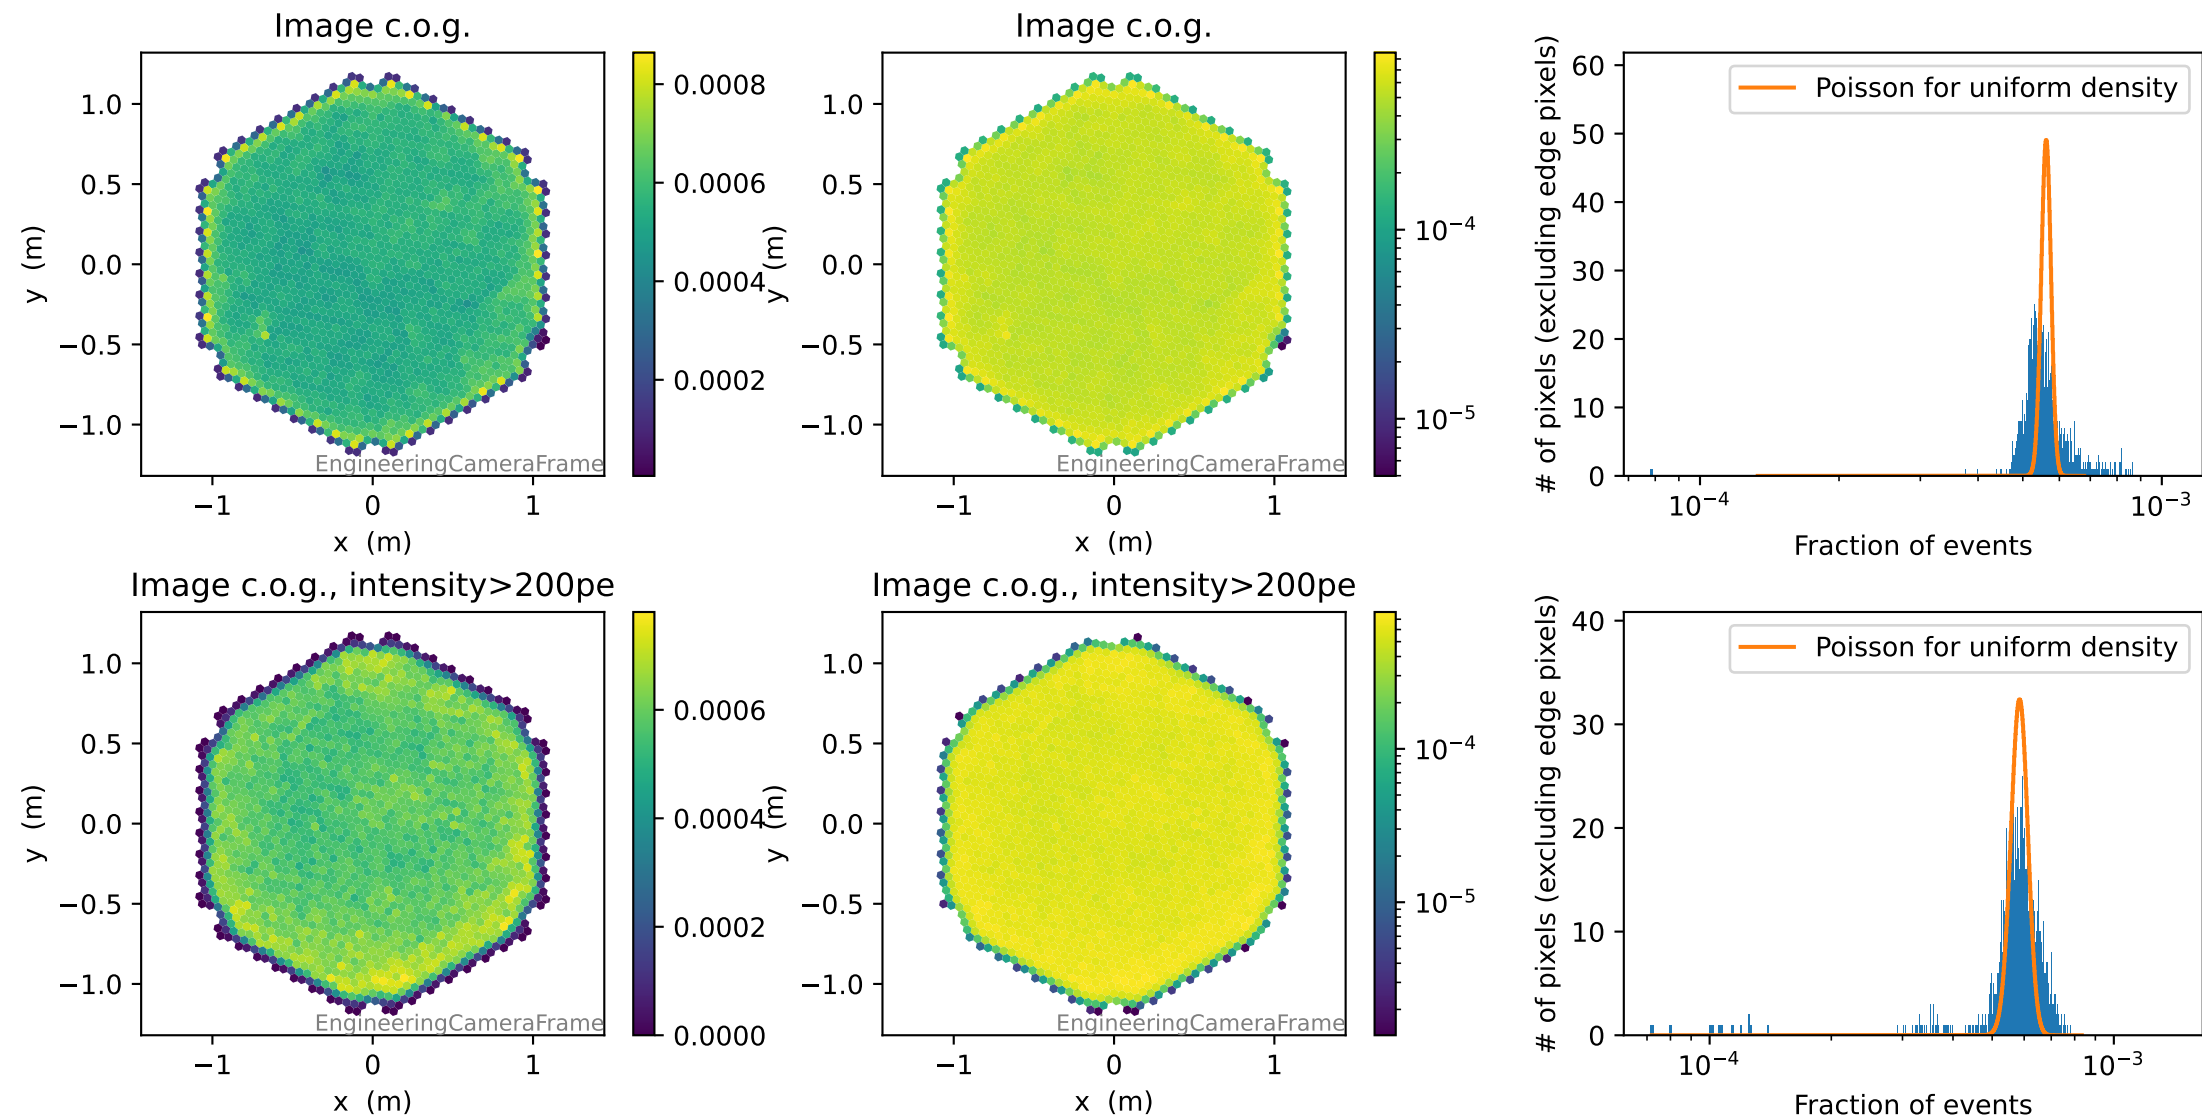 Image c.o.g.
1.0
0.5
0.0
−0.5
−1.0
y (m)
−1
0
1
x (m)
EngineeringCameraFrame
0.0008
0.0006
0.0004
0.0002
Image c.o.g.
1.0
0.5
0.0
−0.5
−1.0
y (m)
−1
0
1
x (m)
EngineeringCameraFrame
10⁻⁴
10⁻⁵
60
50
40
30
20
10
0
# of pixels (excluding edge pixels)
Poisson for uniform density
10⁻⁴
10⁻³
Fraction of events
Image c.o.g., intensity>200pe
1.0
0.5
0.0
−0.5
−1.0
y (m)
−1
0
1
x (m)
EngineeringCameraFrame
0.0006
0.0004
0.0002
0.0000
Image c.o.g., intensity>200pe
1.0
0.5
0.0
−0.5
−1.0
y (m)
−1
0
1
x (m)
EngineeringCameraFrame
10⁻⁴
10⁻⁵
40
30
20
10
0
# of pixels (excluding edge pixels)
Poisson for uniform density
10⁻⁴
10⁻³
Fraction of events